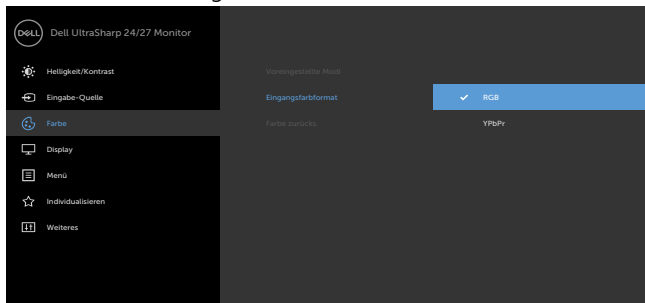 DELL Dell UltraSharp 24/27 Monitor
Helligkeit/Kontrast Voreingestellte Modi
Eingabe-Quelle Eingangsfarbformat RGB
Farbe Farbe zurücks. YPbPr
Display
Menü
Individualisieren
Weiteres